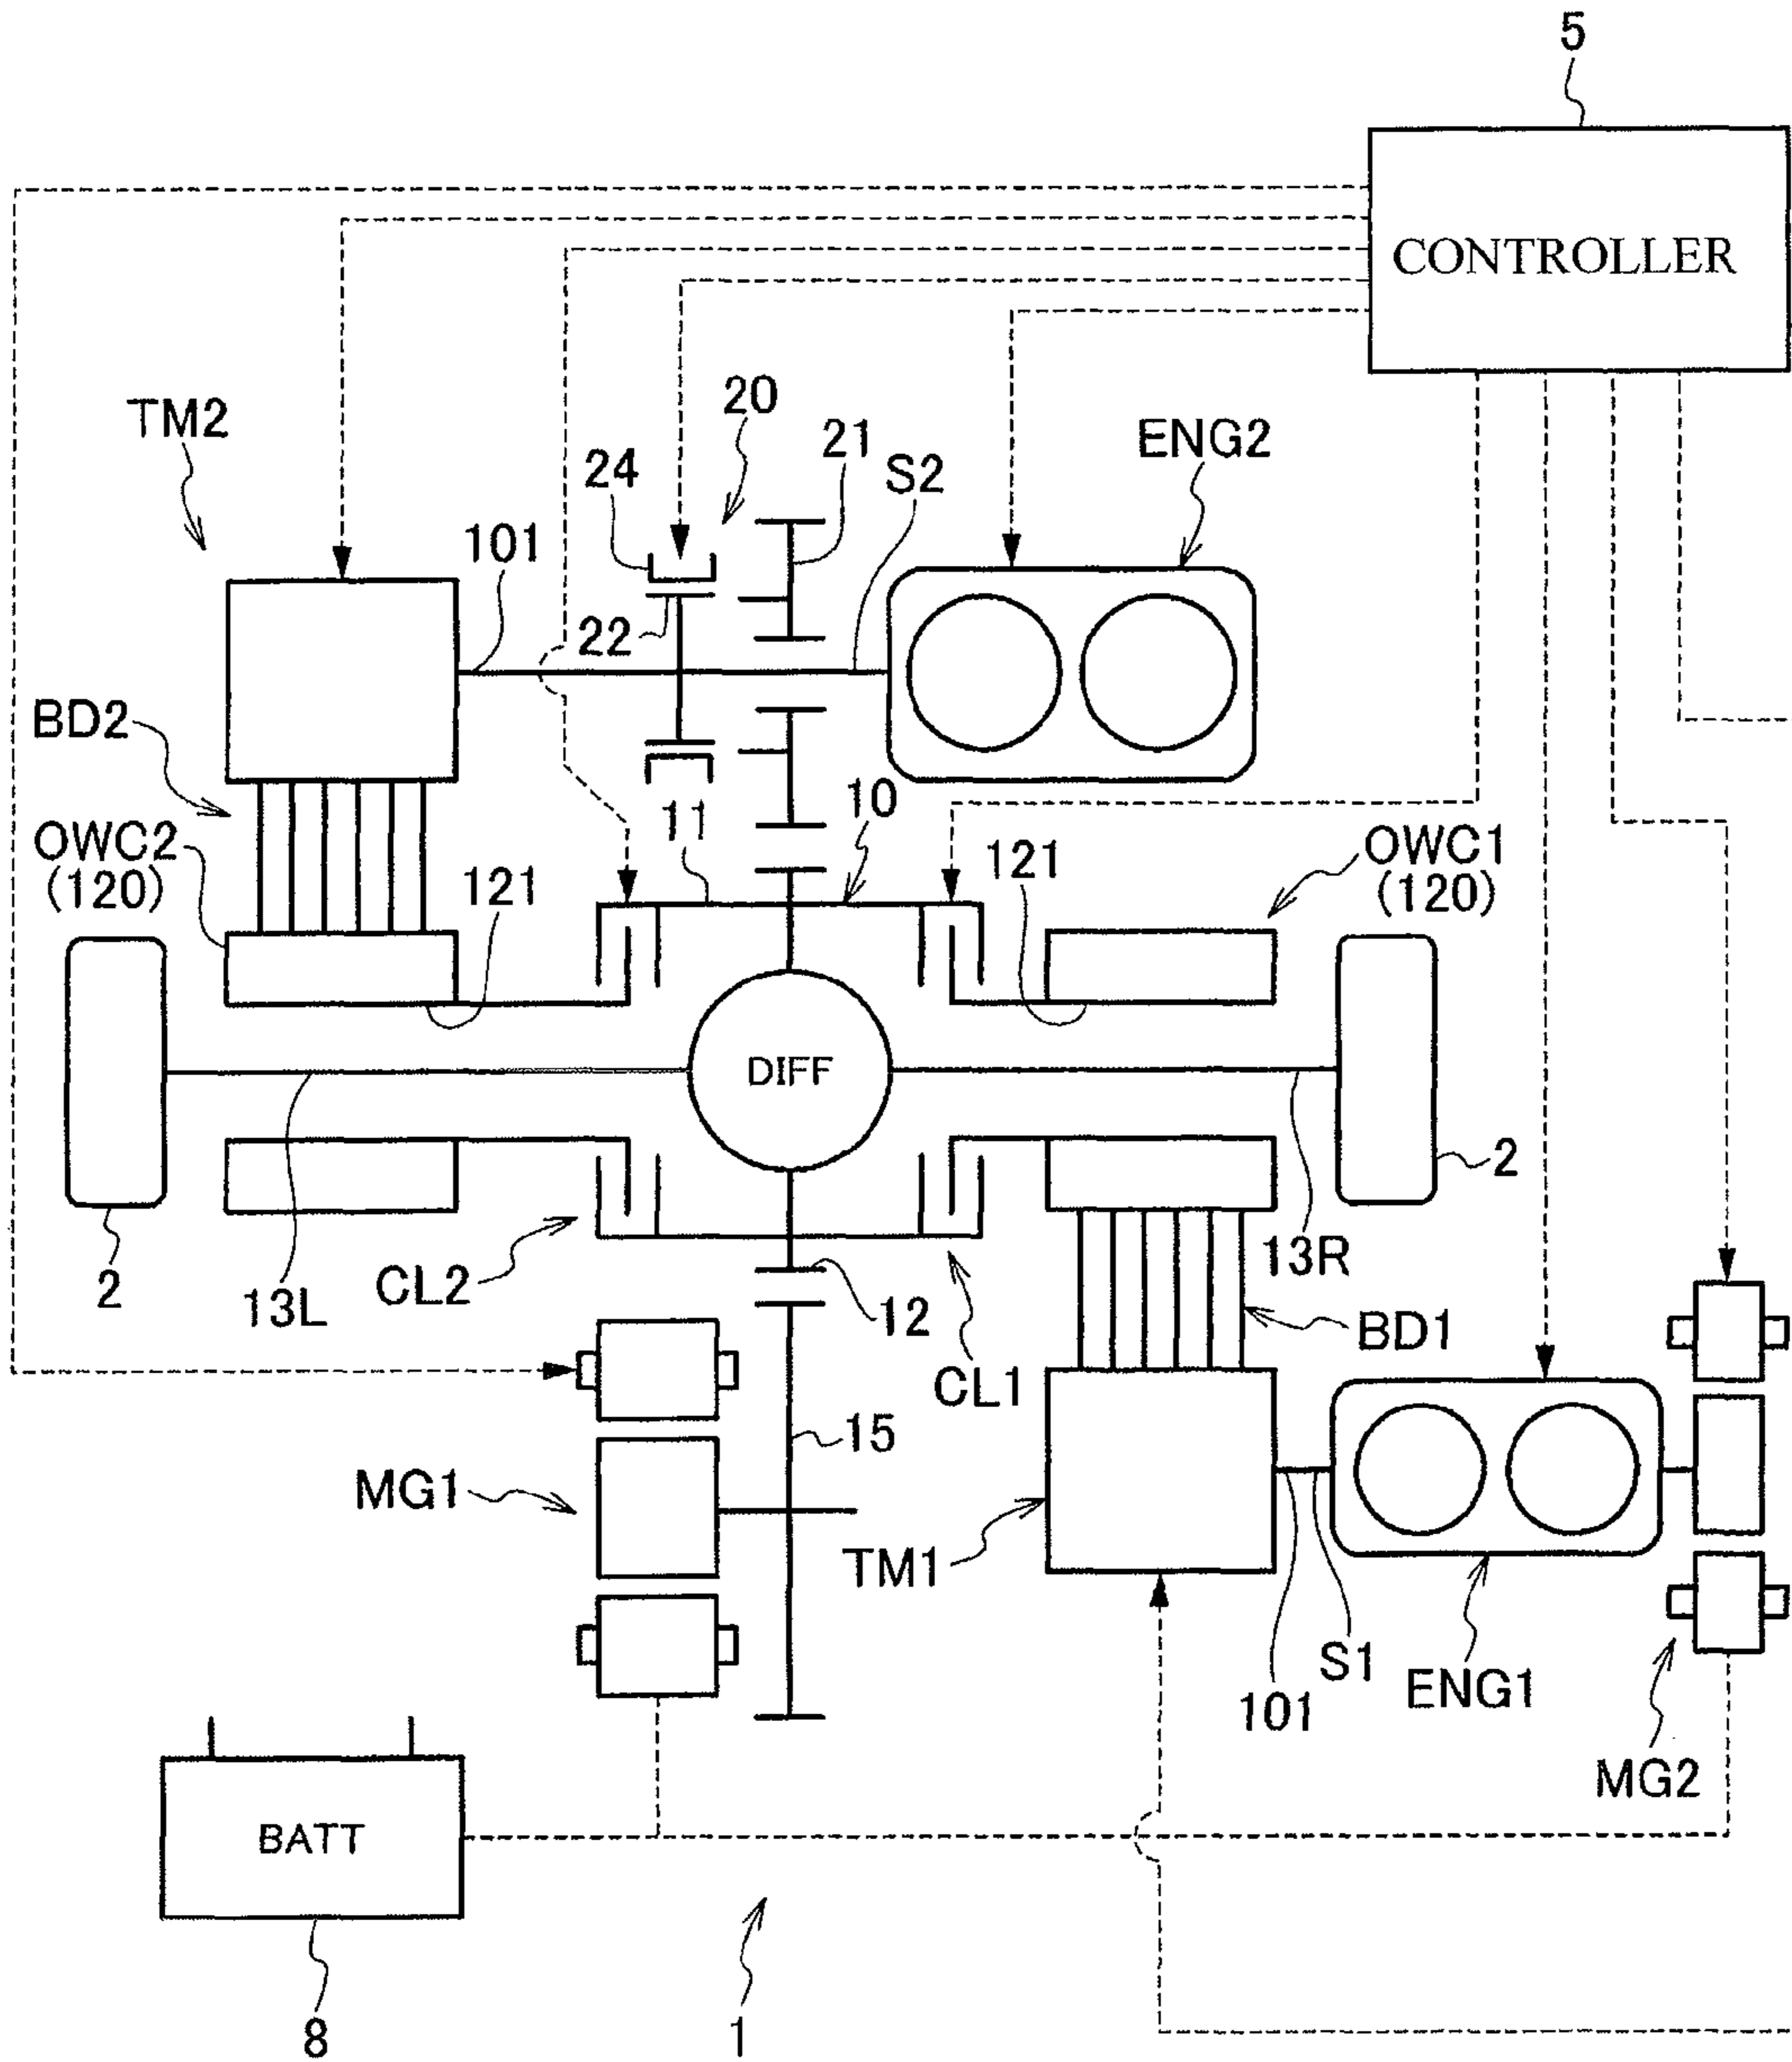 5
CONTROLLER
20
TM2
21
ENG2
24
S2
101
22
BD2
11
10
OWC2
(120)
121
121
OWC1
(120)
DIFF
2
2
13L
CL2
12
13R
BD1
CL1
15
MG1
TM1
S1
101
ENG1
MG2
BATT
8
1